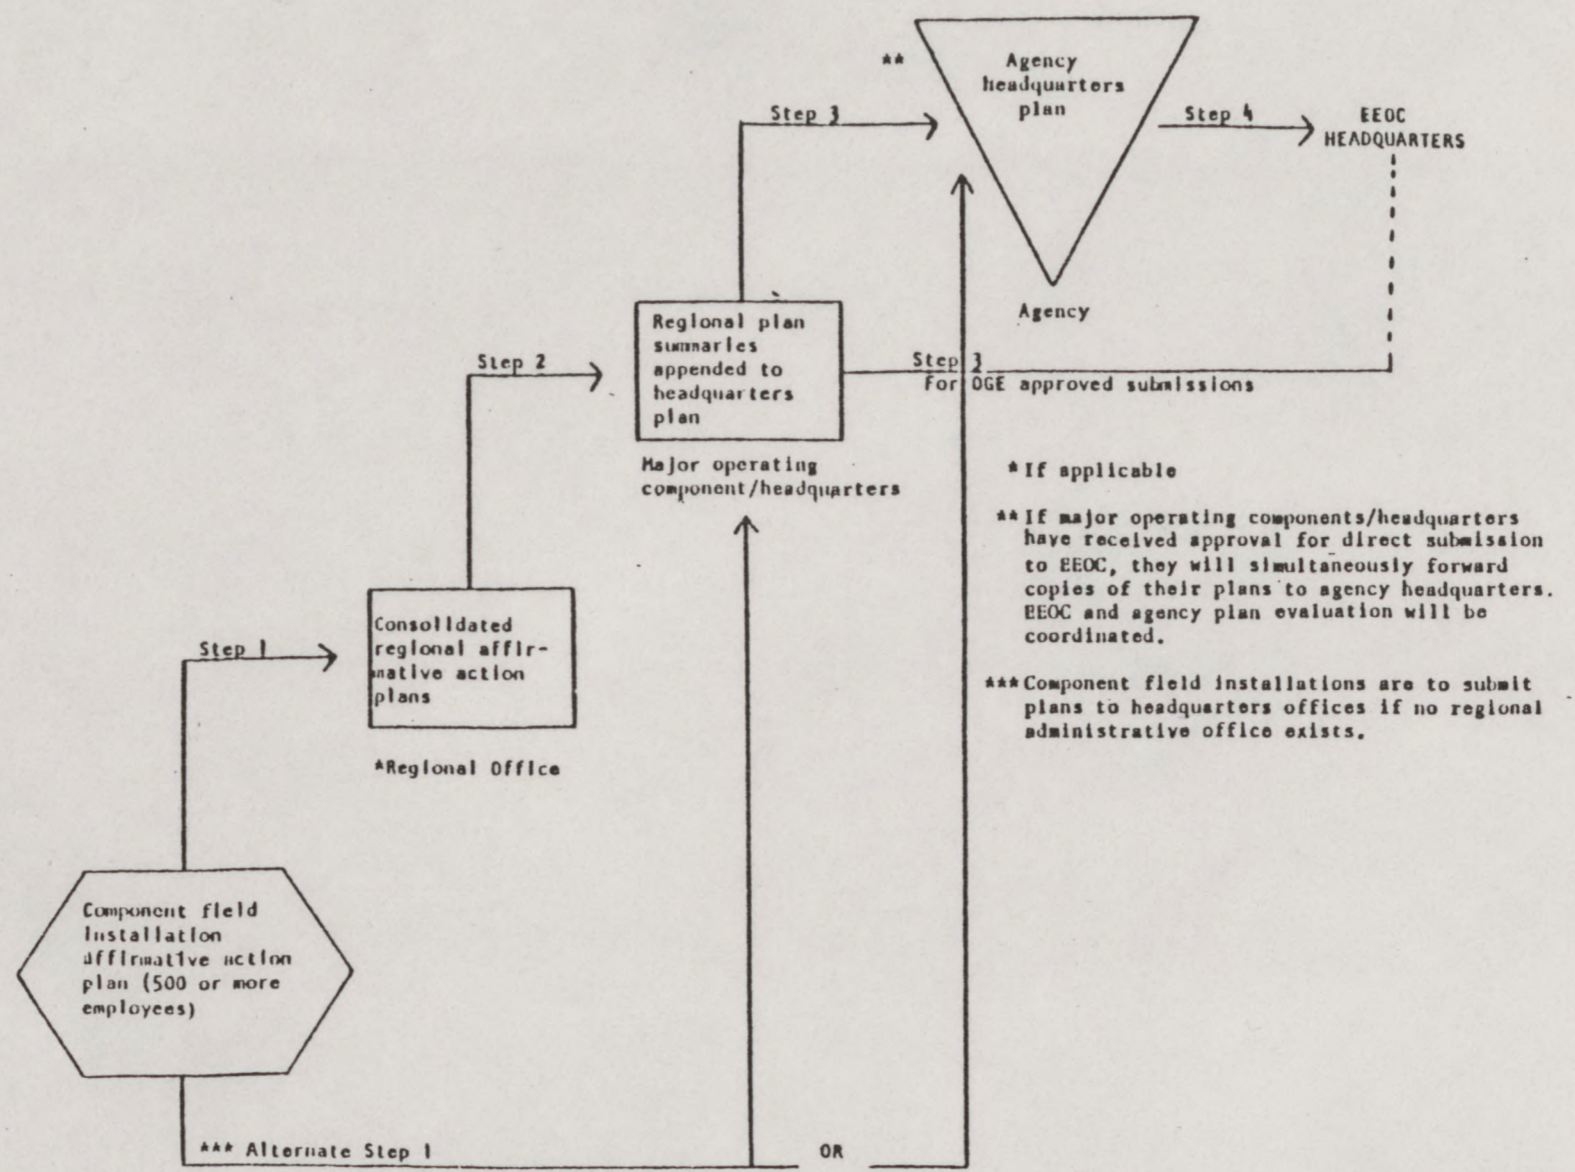 **
Agency
headquarters
plan
Step 3
Step 4
EEOC
HEADQUARTERS
Agency
Regional plan
summaries
appended to
headquarters
plan
Step 2
Step 3
For OGE approved submissions
Major operating
component/headquarters
* If applicable
** If major operating components/headquarters
have received approval for direct submission
to EEOC, they will simultaneously forward
copies of their plans to agency headquarters.
EEOC and agency plan evaluation will be
coordinated.
*** Component field installations are to submit
plans to headquarters offices if no regional
administrative office exists.
Step 1
Consolidated
regional affir-
mative action
plans
*Regional Office
Component field
installation
affirmative action
plan (500 or more
employees)
*** Alternate Step 1
OR